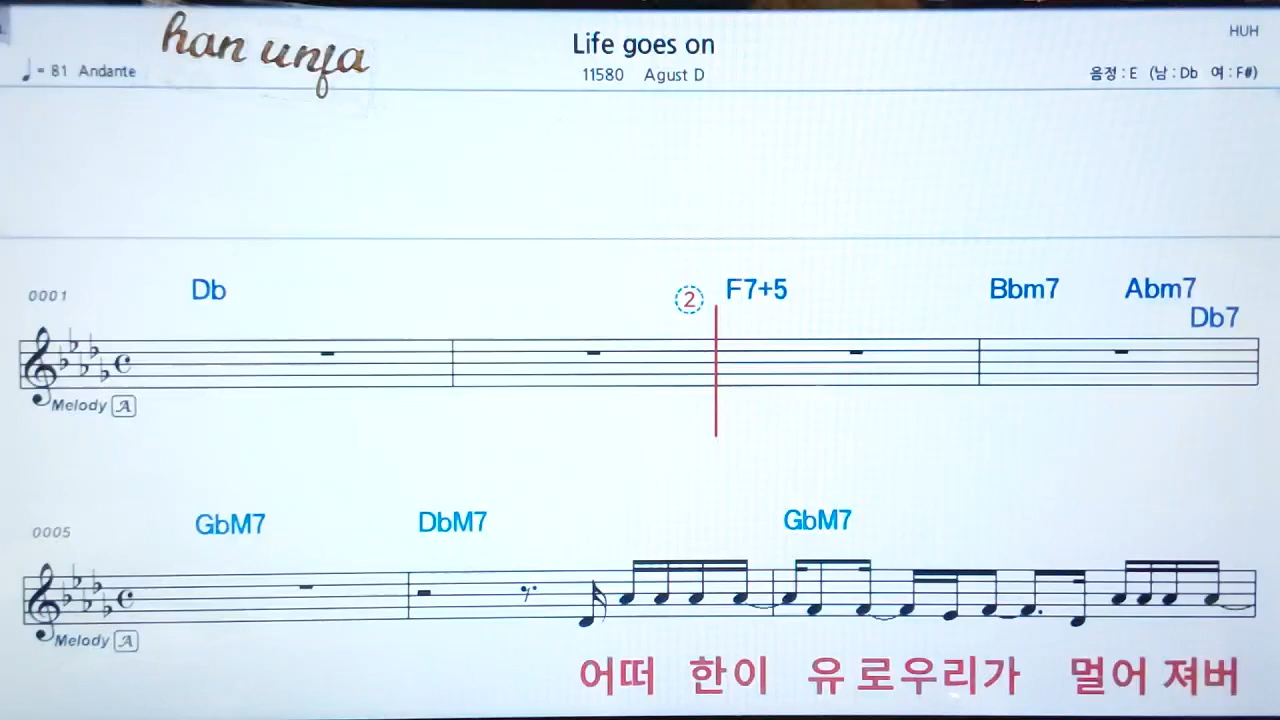 han unja
Life goes on
HUH
♩ = 81 Andante
11580 Agust D
음정 : E (남 : Db 여 : F#)
0001
Db
② F7+5
Bbm7
Abm7
Db7
Melody A
0005
GbM7
DbM7
GbM7
Melody A
어떠 한이 유 로우리가 멀어 져버